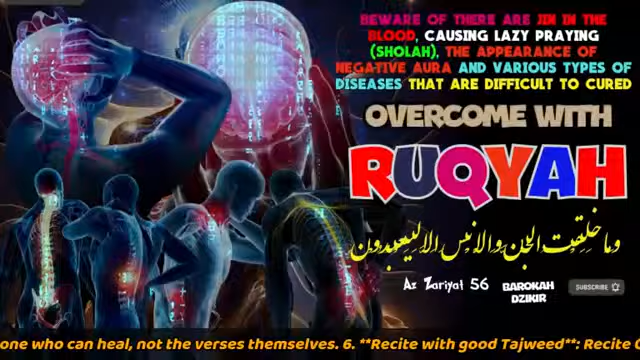 BEWARE OF THERE ARE JIN IN THE
BLOOD, CAUSING LAZY PRAYING
(SHOLAH), THE APPEARANCE OF
NEGATIVE AURA AND VARIOUS TYPES OF
DISEASES THAT ARE DIFFICULT TO CURED
OVERCOME WITH
RUQYAH
وما خلقت الجن والانس الا ليعبدون
Az Zariyat 56
BAROKAH
DZIKIR
SUBSCRIBE
one who can heal, not the verses themselves. 6. **Recite with good Tajweed**: Recite